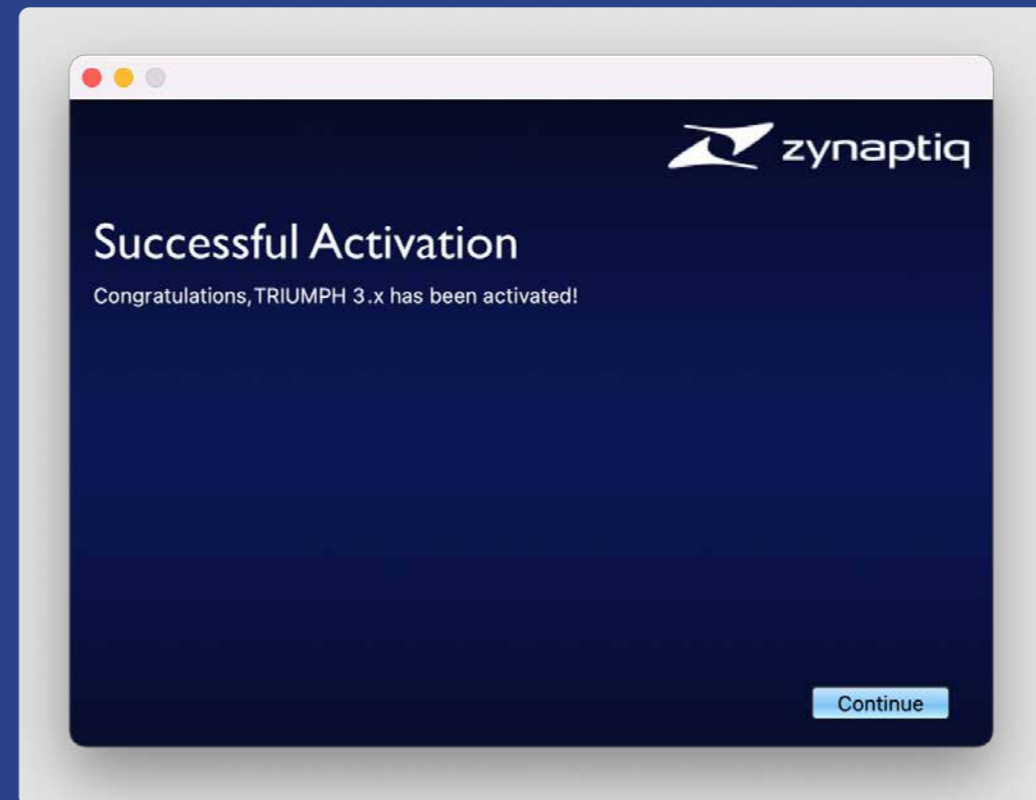 zynaptiq
Successful Activation
Congratulations, TRIUMPH 3.x has been activated!
Continue